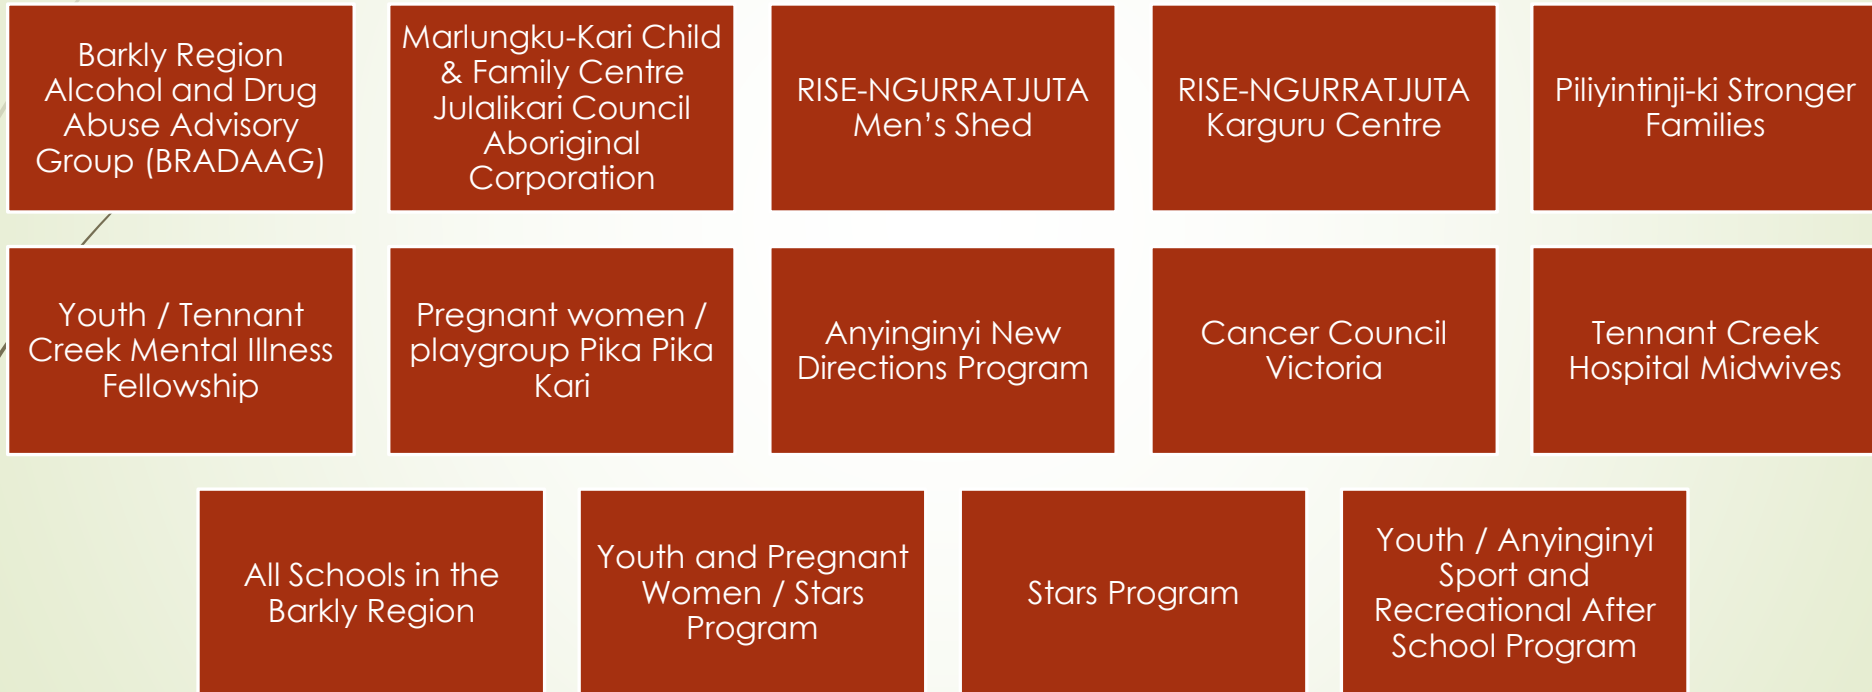 Barkly Region
Alcohol and Drug
Abuse Advisory
Group (BRADAAG)
Marlungku-Kari Child
& Family Centre
Julalikari Council
Aboriginal
Corporation
RISE-NGURRATJUTA
Men's Shed
RISE-NGURRATJUTA
Karguru Centre
Piliyintinji-ki Stronger
Families
Youth / Tennant
Creek Mental Illness
Fellowship
Pregnant women /
playgroup Pika Pika
Kari
Anyinginyi New
Directions Program
Cancer Council
Victoria
Tennant Creek
Hospital Midwives
All Schools in the
Barkly Region
Youth and Pregnant
Women / Stars
Program
Stars Program
Youth / Anyinginyi
Sport and
Recreational After
School Program